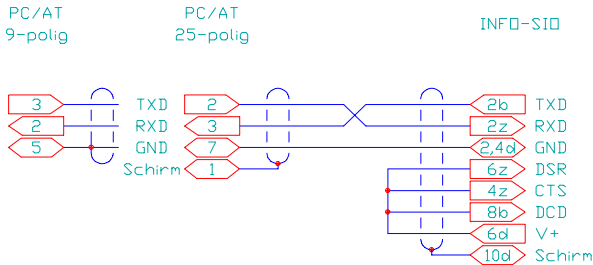 PC/AT PC/AT
9-polig 25-polig INFO-SIO
3 TXD 2 2b TXD
2 RXD 3 2z RXD
5 GND 7 2,4d GND
Schirm 1 6z DSR
4z CTS
8b DCD
6d V+
10d Schirm